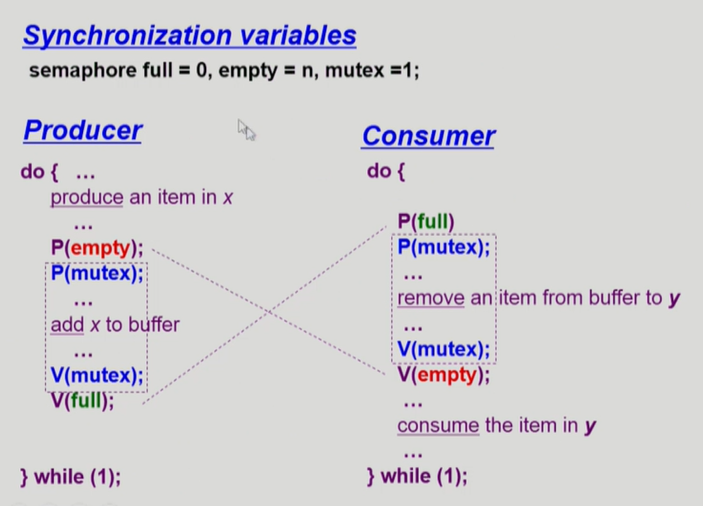 Synchronization variables
semaphore full = 0, empty = n, mutex =1;
Producer
do { ...
produce an item in x
...
P(empty);
P(mutex);
...
add x to buffer
...
V(mutex);
V(full);
} while (1);
Consumer
do {
P(full)
P(mutex);
...
remove an item from buffer to y
...
V(mutex);
V(empty);
...
consume the item in y
...
} while (1);